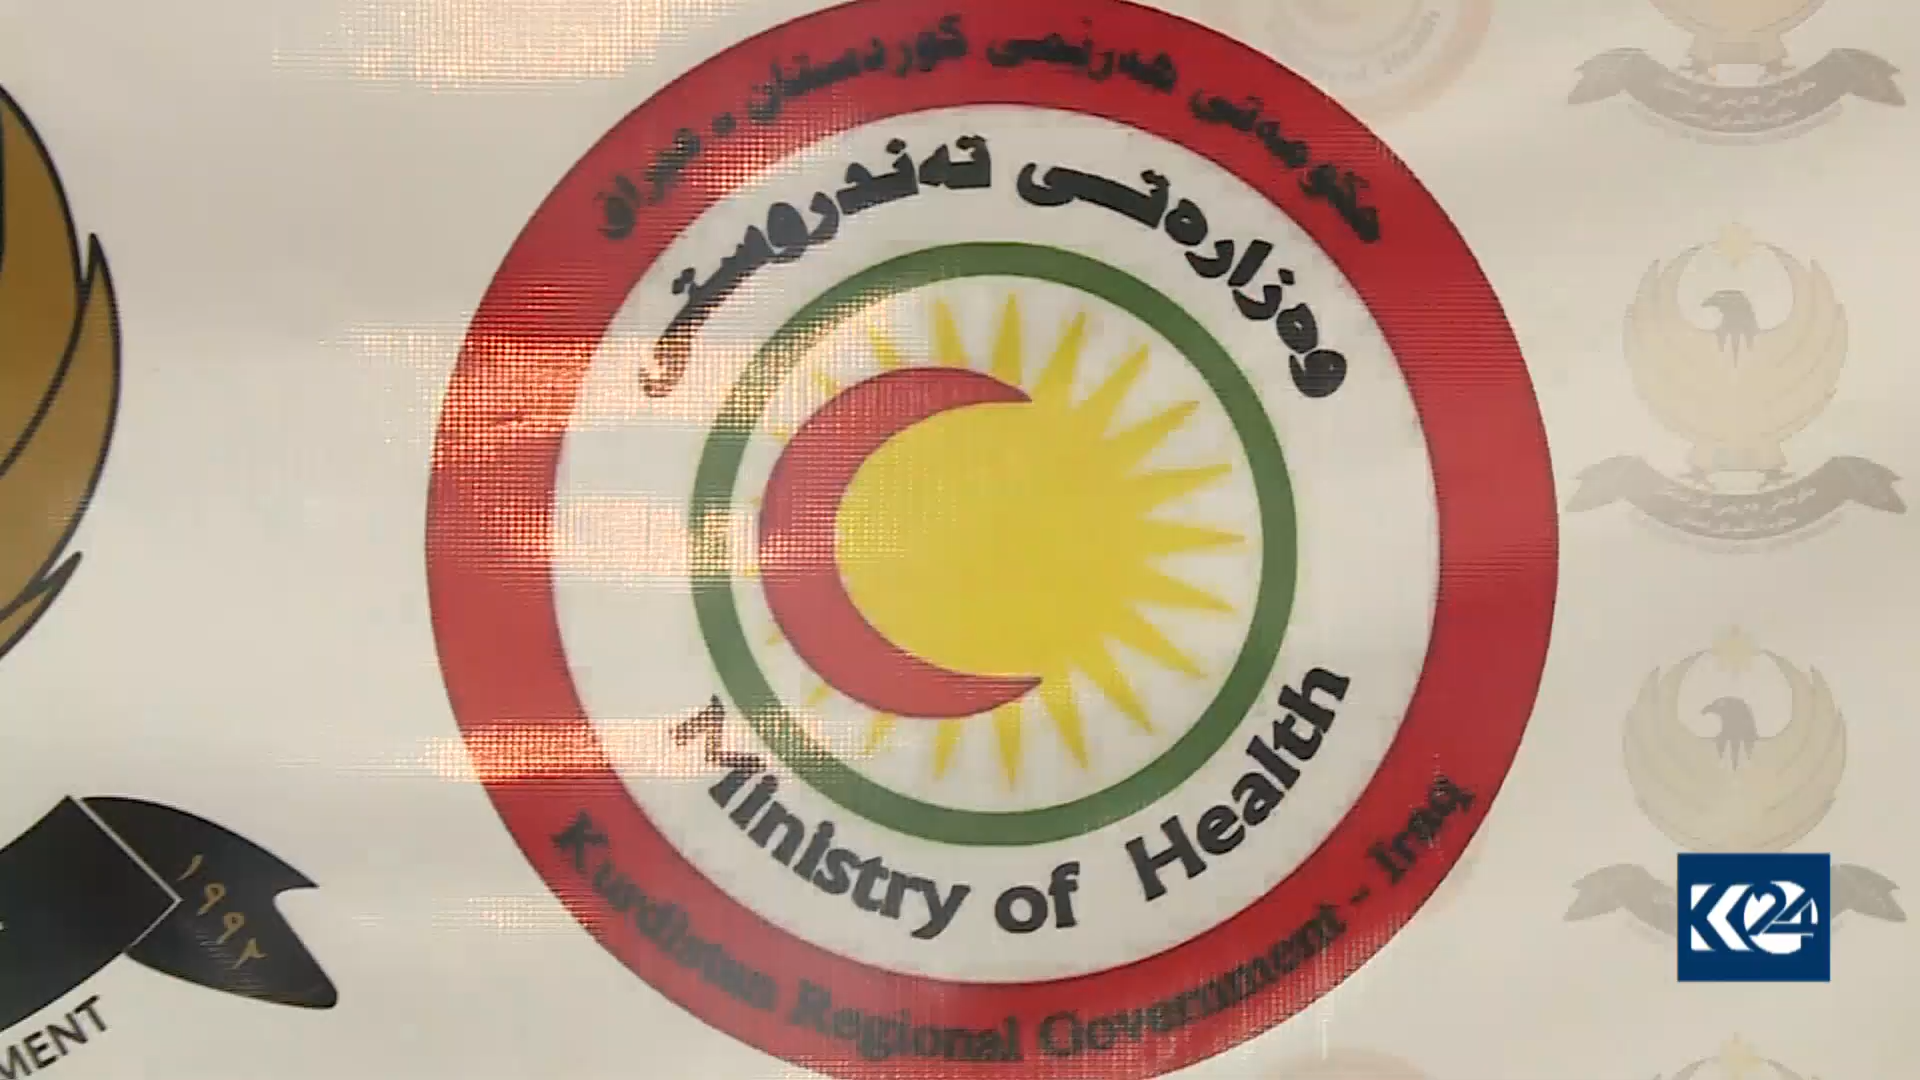 حکومەتی هەرێمی کوردستان - عێراق
وەزارەتی تەندروستی
Ministry of Health
Kurdistan Regional Government - Iraq
١٩٩٢
MENT
K24